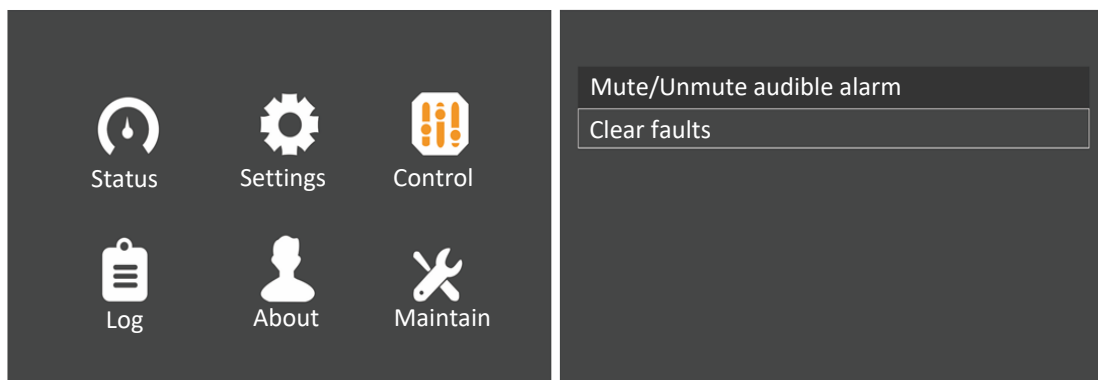 Status Settings Control
Log About Maintain
Mute/Unmute audible alarm
Clear faults